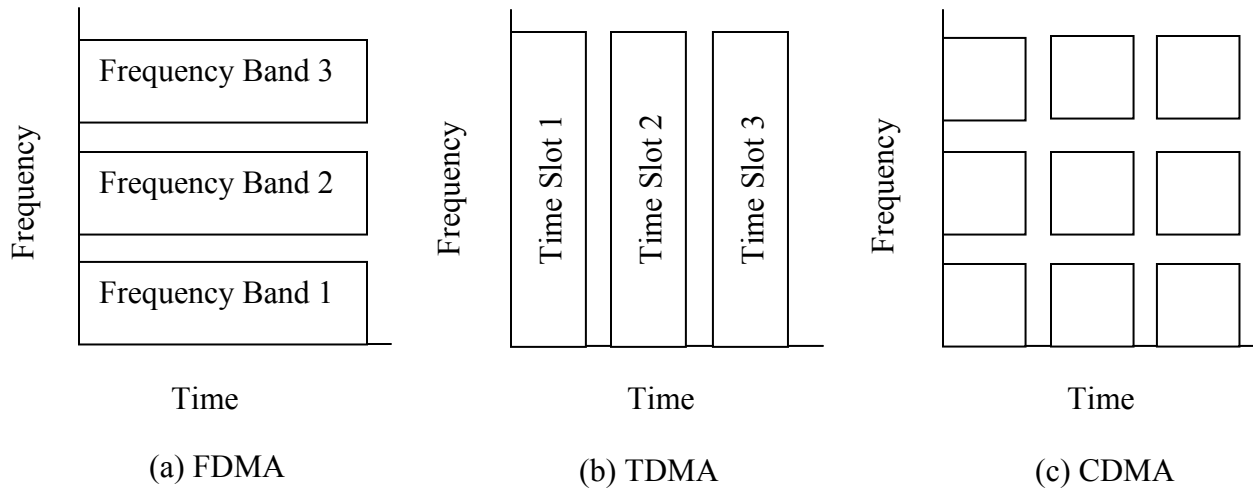 Frequency
Frequency Band 3
Frequency Band 2
Frequency Band 1
Time
(a) FDMA
Frequency
Time Slot 1
Time Slot 2
Time Slot 3
Time
(b) TDMA
Frequency
Time
(c) CDMA